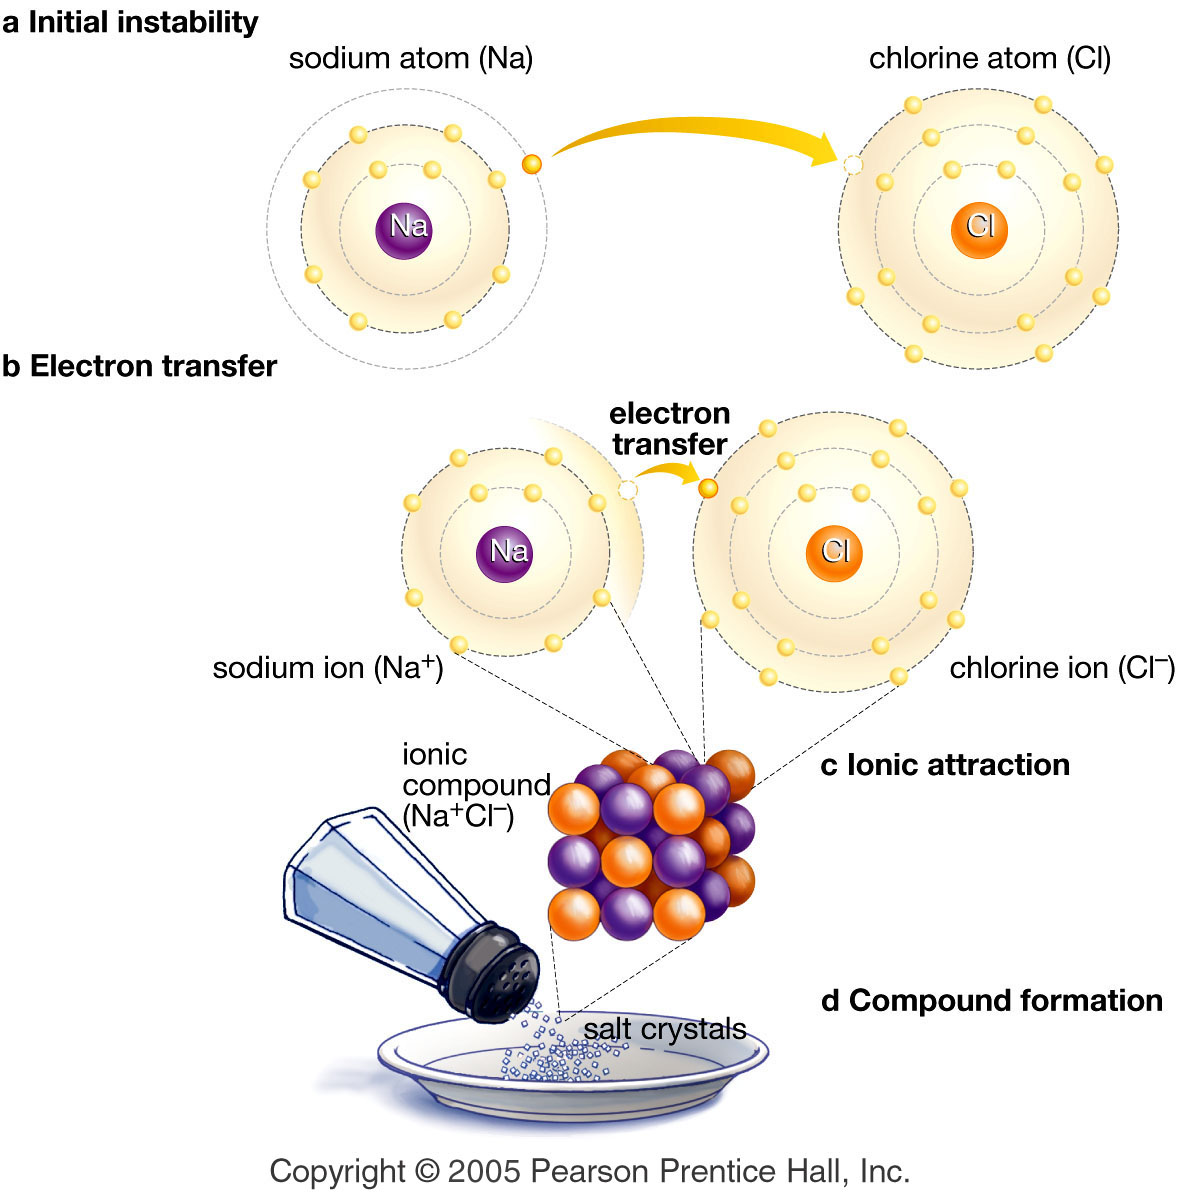 a Initial instability
sodium atom (Na)
chlorine atom (Cl)
Na
Cl
b Electron transfer
electron
transfer
Na
Cl
sodium ion (Na⁺)
chlorine ion (Cl⁻)
ionic
compound
(Na⁺Cl⁻)
c Ionic attraction
d Compound formation
salt crystals
Copyright © 2005 Pearson Prentice Hall, Inc.